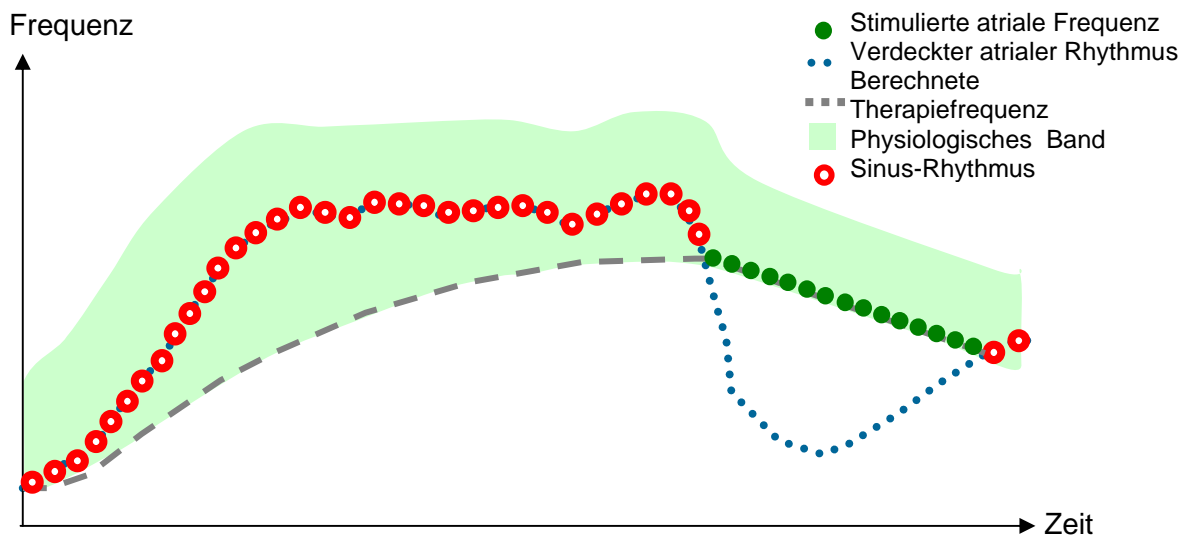 Frequenz
Stimulierte atriale Frequenz
Verdeckter atrialer Rhythmus
Berechnete
Therapiefrequenz
Physiologisches Band
Sinus-Rhythmus
Zeit